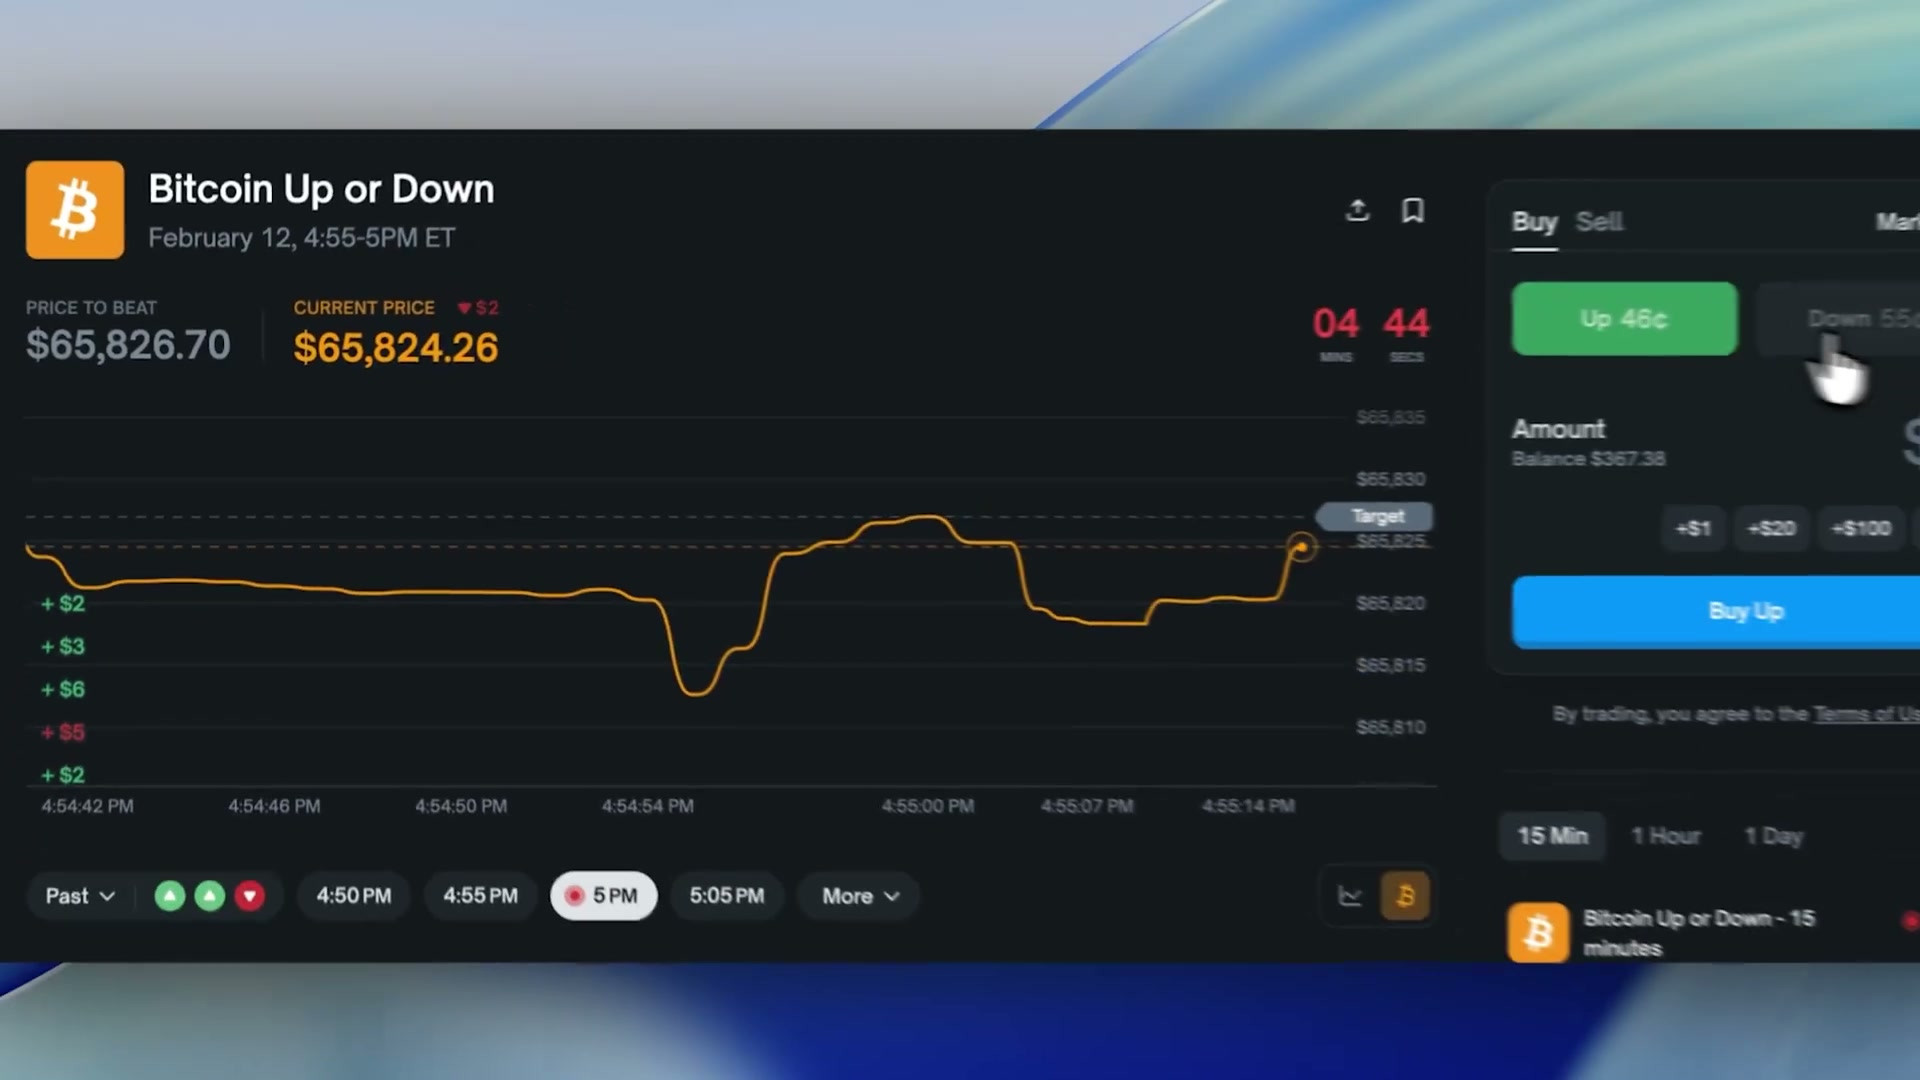 Bitcoin Up or Down
February 12, 4:55-5PM ET
PRICE TO BEAT
$65,826.70
CURRENT PRICE ▼$2
$65,824.26
04 44
MINS SECS
$65,835
$65,830
Target
$65,825
$65,820
$65,815
$65,810
+ $2
+ $3
+ $6
+ $5
+ $2
4:54:42 PM 4:54:46 PM 4:54:50 PM 4:54:54 PM 4:55:00 PM 4:55:07 PM 4:55:14 PM
Past 4:50 PM 4:55 PM 5 PM 5:05 PM More
Buy Sell
Up 46¢ Down 55¢
Amount
Balance $367.38
+$1 +$20 +$100
Buy Up
By trading, you agree to the Terms of
15 Min 1 Hour 1 Day
Bitcoin Up or Down - 15
minutes